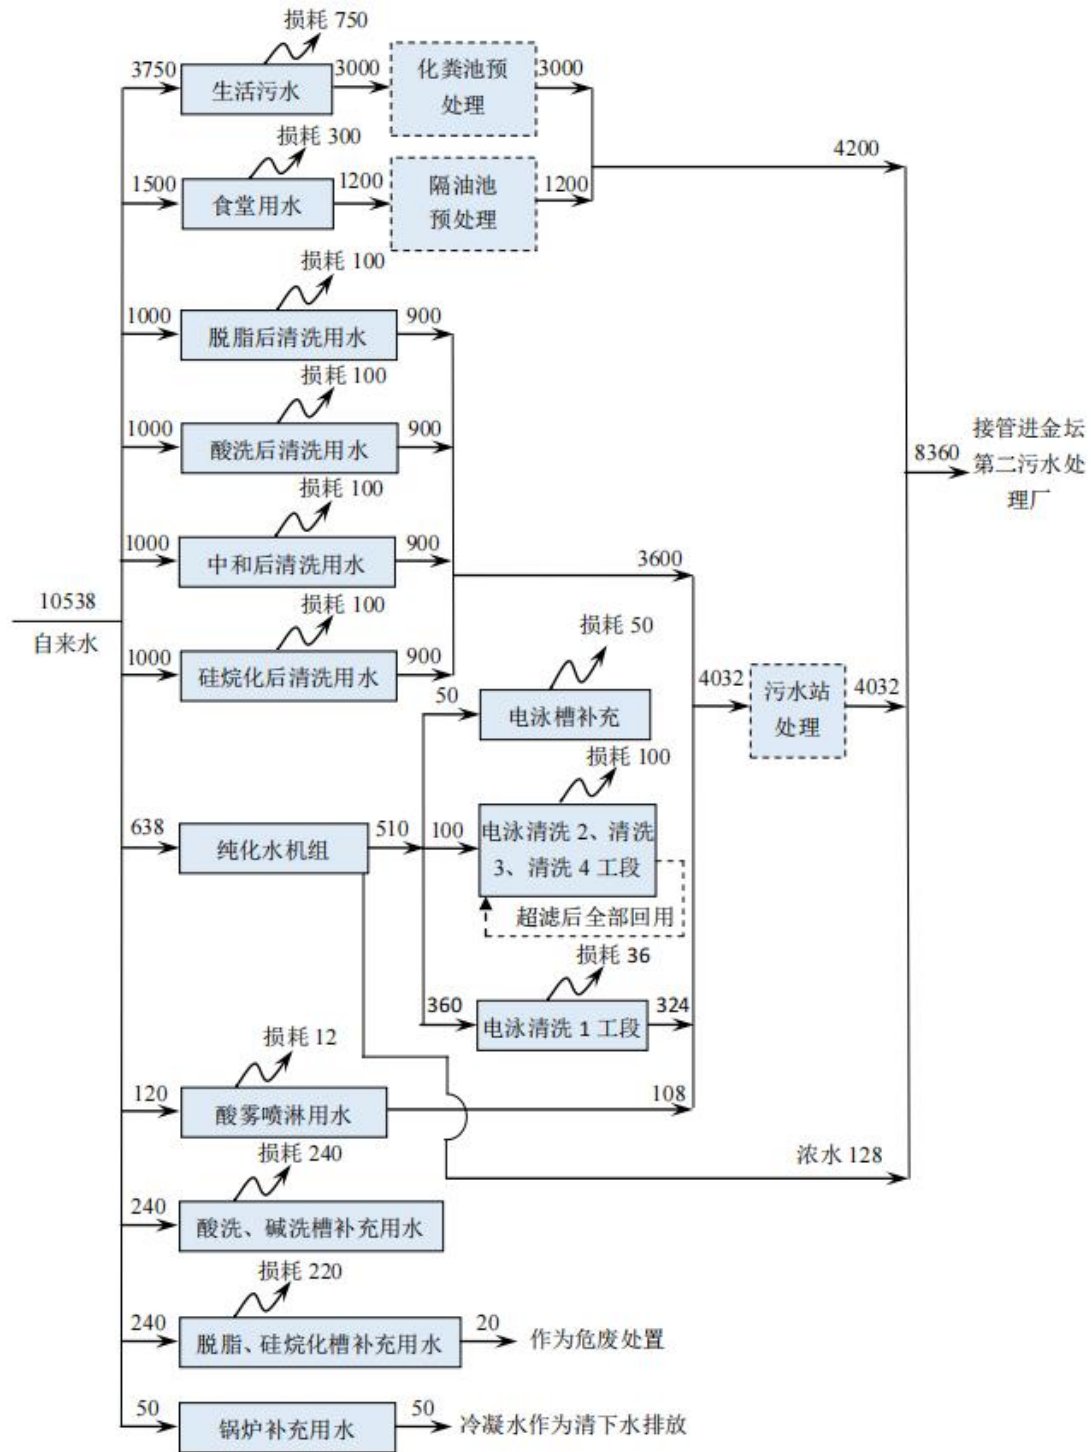 损耗 750
3750
生活污水
3000
化粪池预
处理
3000
损耗 300
1500
食堂用水
1200
隔油池
预处理
1200
4200
损耗 100
1000
脱脂后清洗用水
900
损耗 100
1000
酸洗后清洗用水
900
接管进金坛
第二污水处
理厂
8360
损耗 100
1000
中和后清洗用水
900
3600
10538
自来水
损耗 100
1000
硅烷化后清洗用水
900
损耗 50
50
电泳槽补充
4032
污水站
处理
4032
损耗 100
638
纯化水机组
510
100
电泳清洗 2、清洗
3、清洗 4 工段
超滤后全部回用
损耗 36
360
电泳清洗 1 工段
324
损耗 12
120
酸雾喷淋用水
108
浓水 128
损耗 240
240
酸洗、碱洗槽补充用水
损耗 220
240
脱脂、硅烷化槽补充用水
20
作为危废处置
50
锅炉补充用水
50
冷凝水作为清下水排放